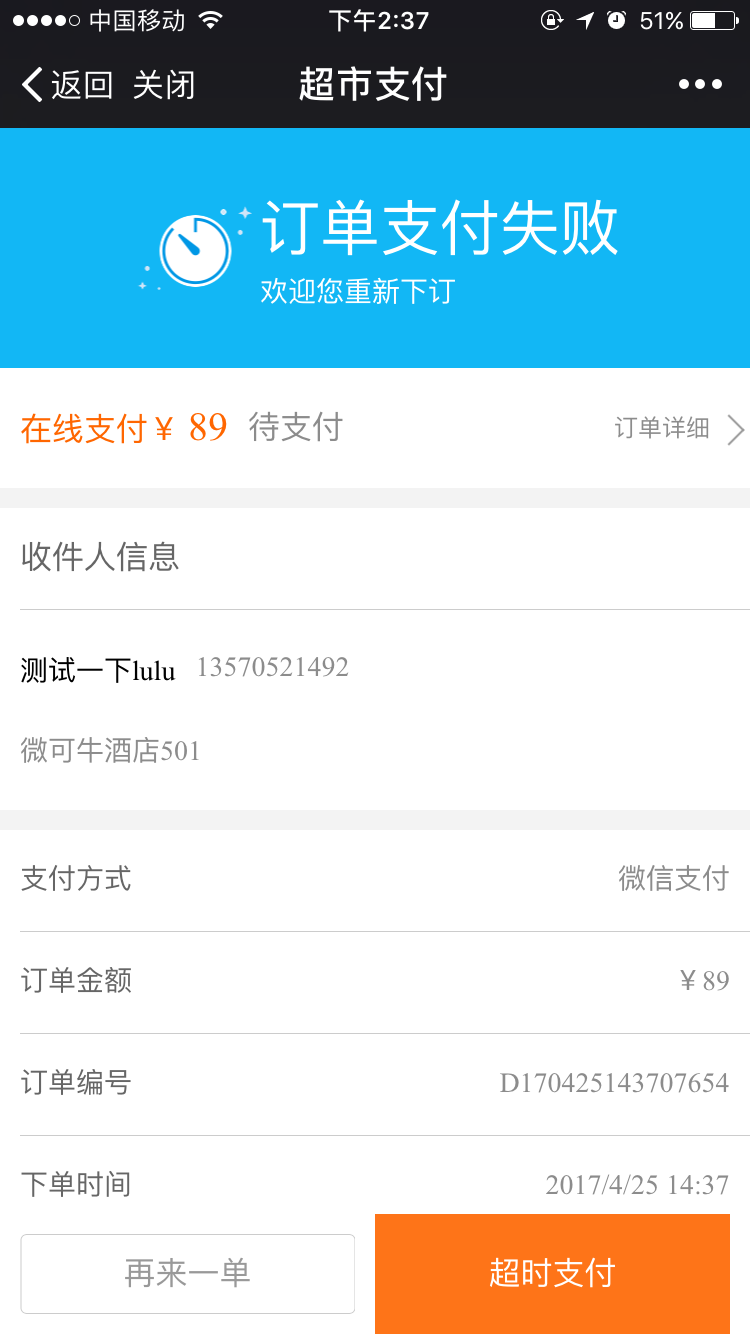 中国移动 下午2:37 51%
返回 关闭 超市支付
订单支付失败
欢迎您重新下订
在线支付￥ 89 待支付 订单详细
收件人信息
测试一下lulu 13570521492
微可牛酒店501
支付方式 微信支付
订单金额 ￥89
订单编号 D170425143707654
下单时间 2017/4/25 14:37
再来一单 超时支付